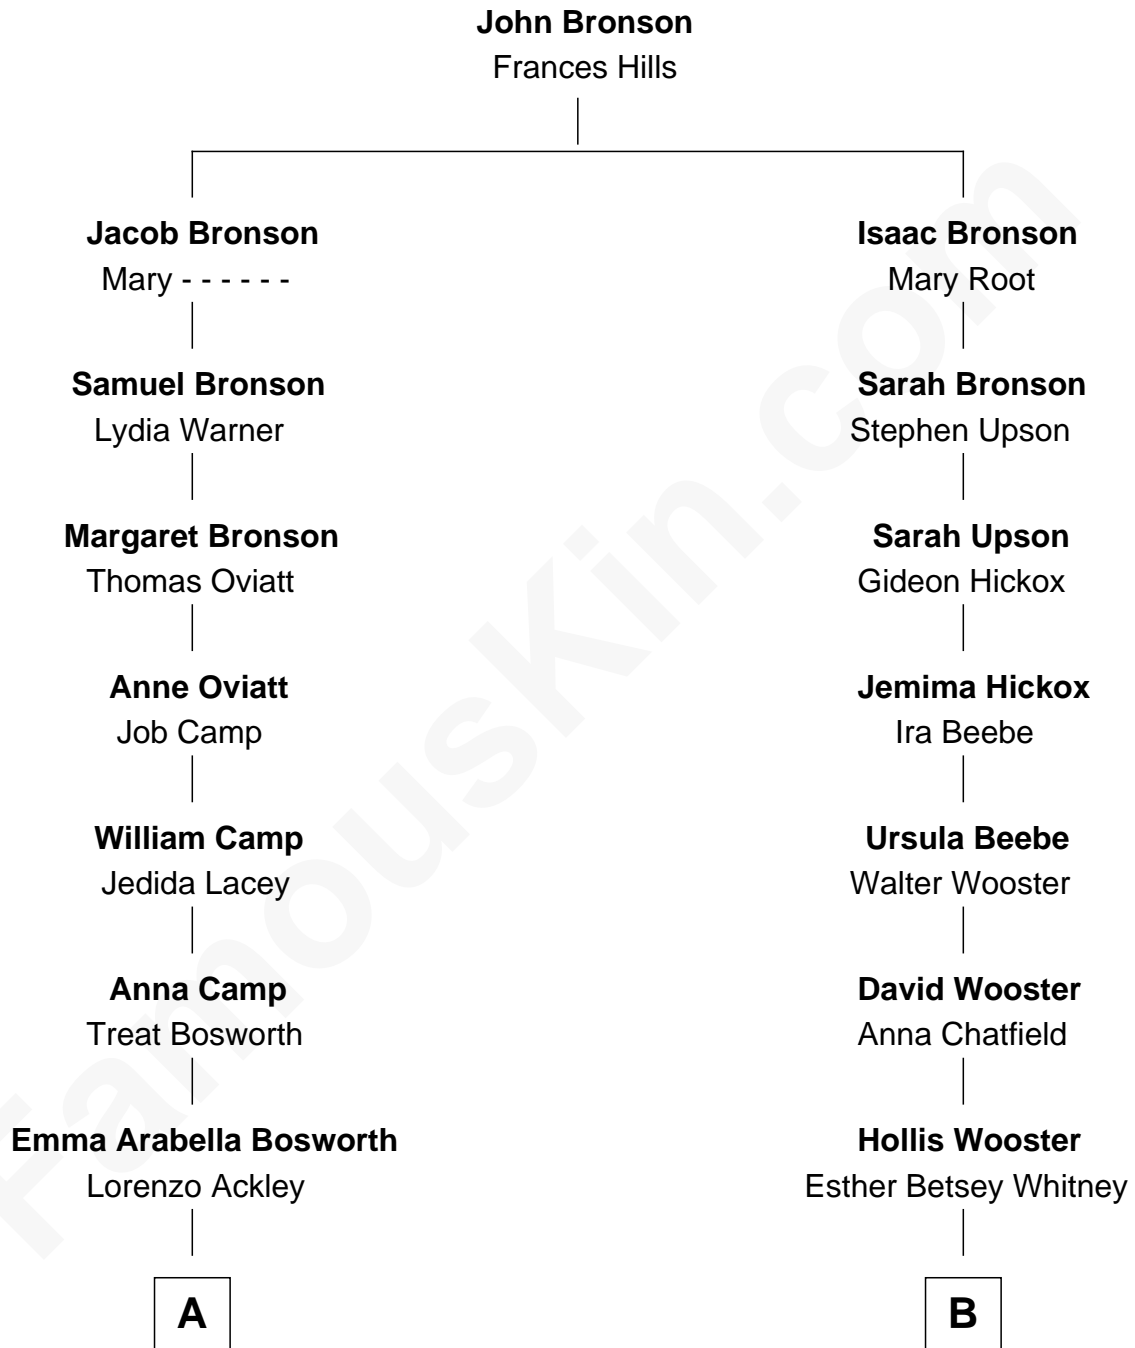 John Bronson
Frances Hills
Jacob Bronson
Mary - - - - - -
Isaac Bronson
Mary Root
Samuel Bronson
Lydia Warner
Sarah Bronson
Stephen Upson
Margaret Bronson
Thomas Oviatt
Sarah Upson
Gideon Hickox
Anne Oviatt
Job Camp
Jemima Hickox
Ira Beebe
William Camp
Jedida Lacey
Ursula Beebe
Walter Wooster
Anna Camp
Treat Bosworth
David Wooster
Anna Chatfield
Emma Arabella Bosworth
Lorenzo Ackley
Hollis Wooster
Esther Betsey Whitney
A
B
FamousKin.com